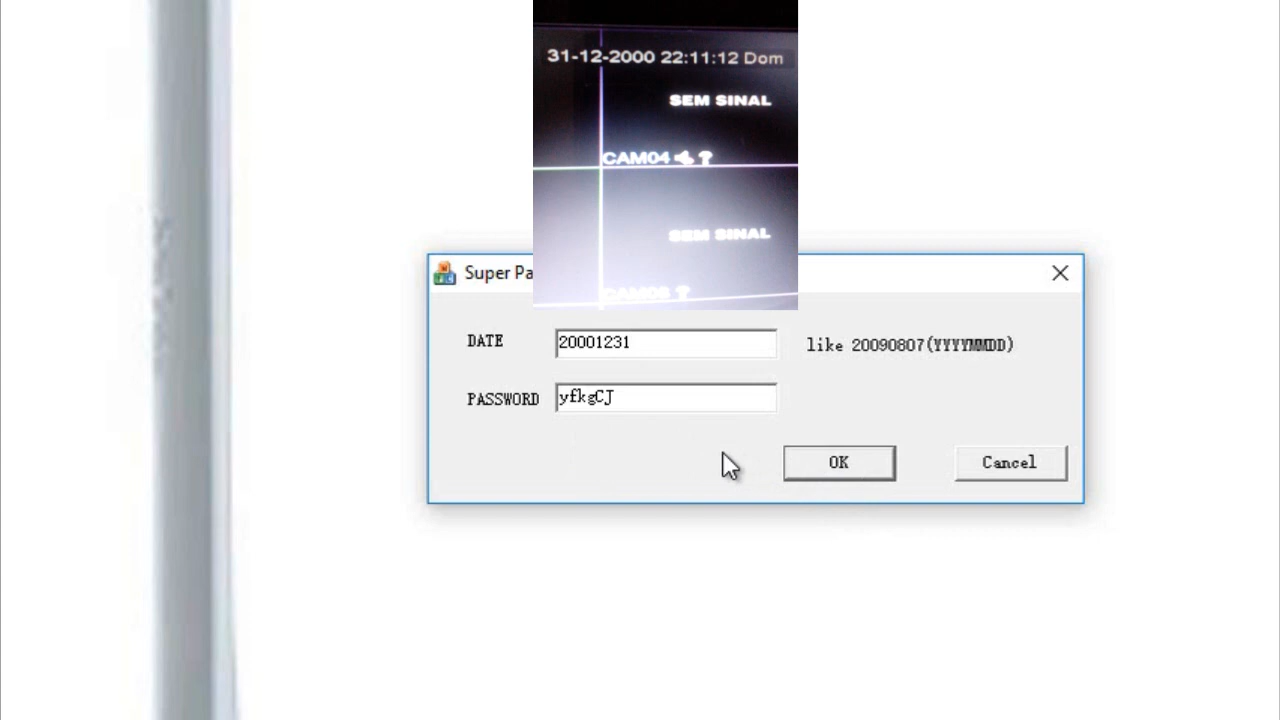 31-12-2000 22:11:12 Dom
SEM SINAL
CAM04
SEM SINAL
CAM08
Super Pa
DATE
20001231
like 20090807(YYYYMMDD)
PASSWORD
yfkgCJ
OK
Cancel